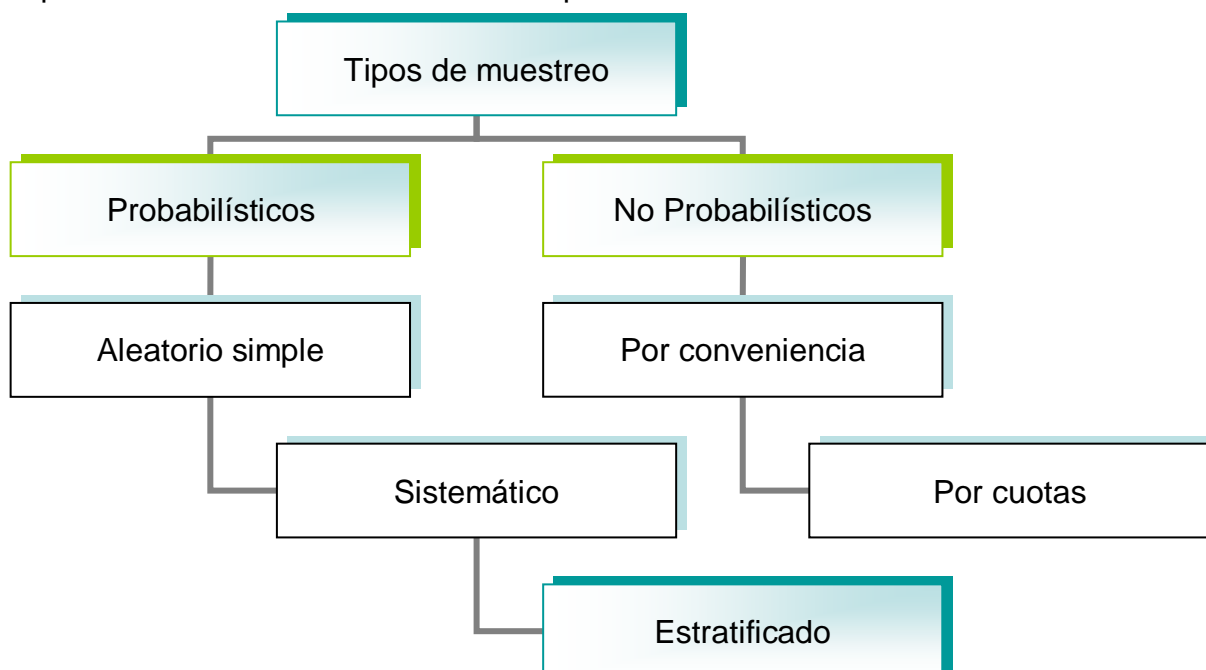 Tipos de muestreo
Probabilísticos
No Probabilísticos
Aleatorio simple
Por conveniencia
Sistemático
Por cuotas
Estratificado